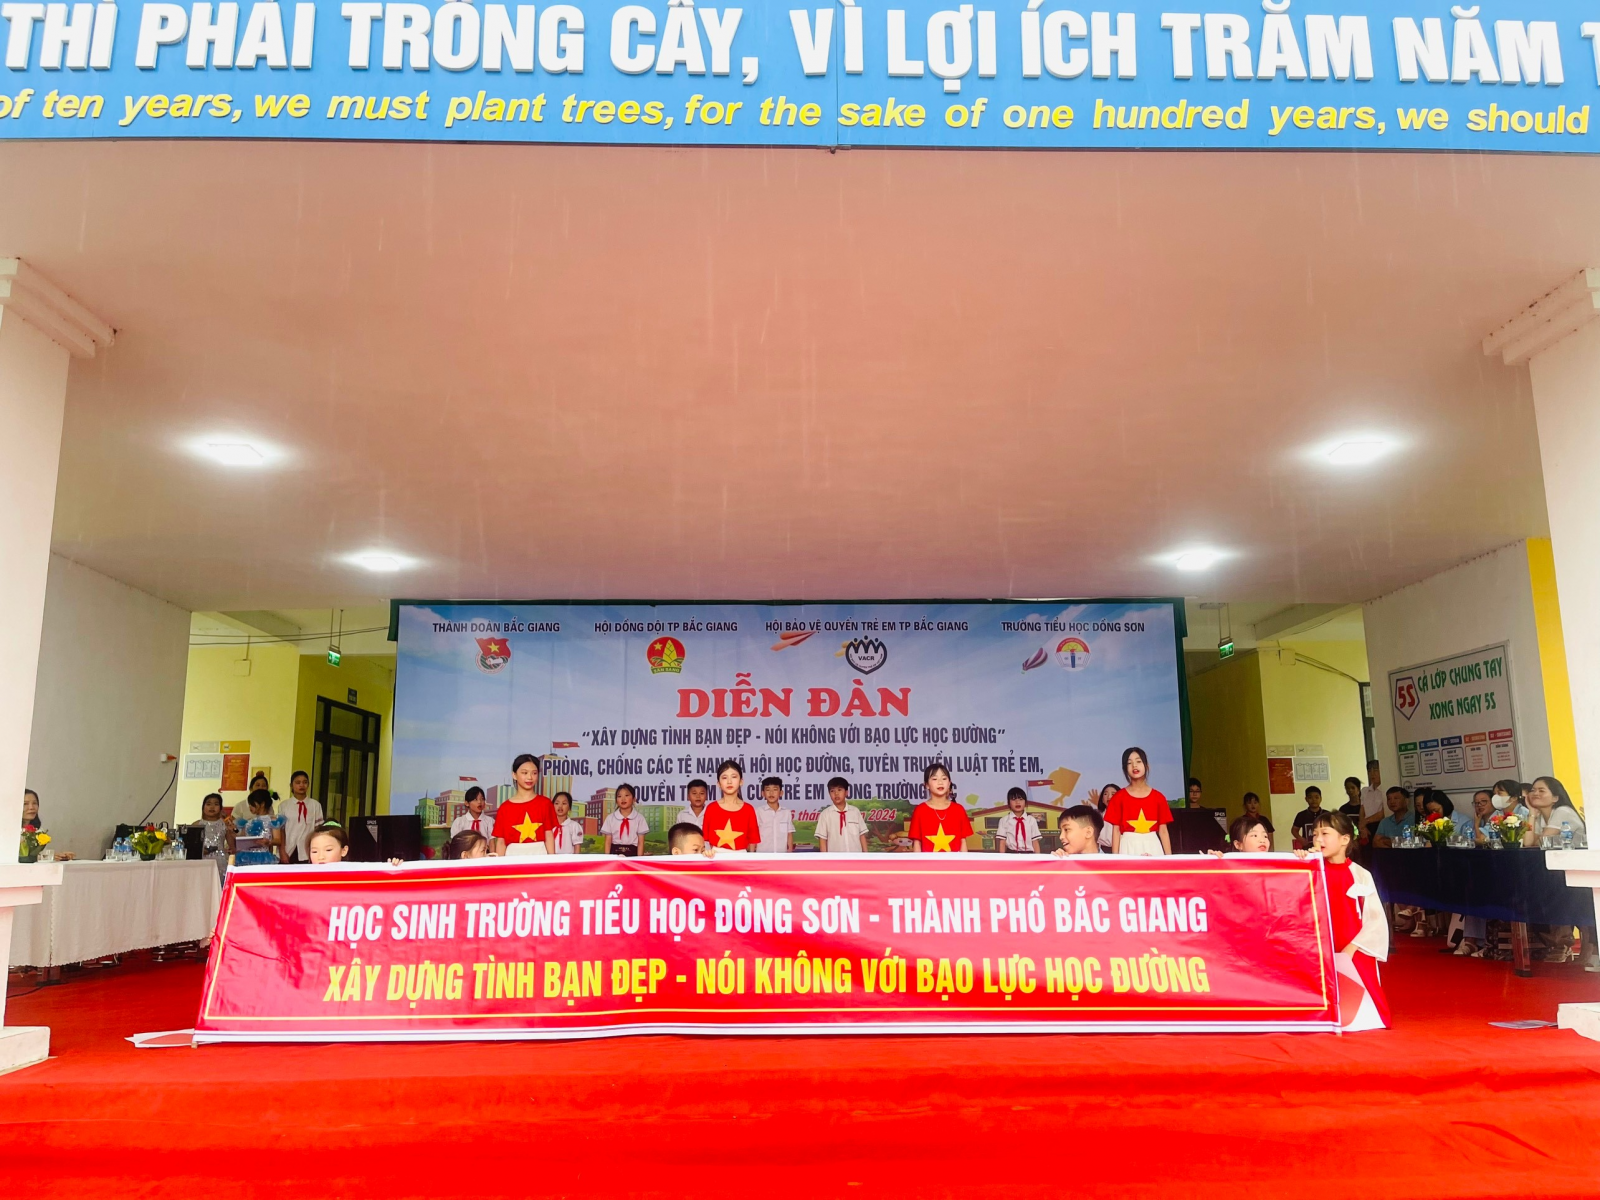 THÌ PHẢI TRỒNG CÂY, VÌ LỢI ÍCH TRĂM NĂM
of ten years, we must plant trees, for the sake of one hundred years, we should
THÀNH ĐOÀN BẮC GIANG
HỘI ĐỒNG ĐỘI TP BẮC GIANG
HỘI BẢO VỆ QUYỀN TRẺ EM TP BẮC GIANG
TRƯỜNG TIỂU HỌC ĐỒNG SƠN
VACR
DIỄN ĐÀN
"XÂY DỰNG TÌNH BẠN ĐẸP - NÓI KHÔNG VỚI BẠO LỰC HỌC ĐƯỜNG"
PHÒNG, CHỐNG CÁC TỆ NẠN XÃ HỘI HỌC ĐƯỜNG, TUYÊN TRUYỀN LUẬT TRẺ EM,
QUYỀN TRẺ EM 
2024
5S
CẢ LỚP CHUNG TAY
XONG NGAY 5S
HỌC SINH TRƯỜNG TIỂU HỌC ĐỒNG SƠN - THÀNH PHỐ BẮC GIANG
XÂY DỰNG TÌNH BẠN ĐẸP - NÓI KHÔNG VỚI BẠO LỰC HỌC ĐƯỜNG